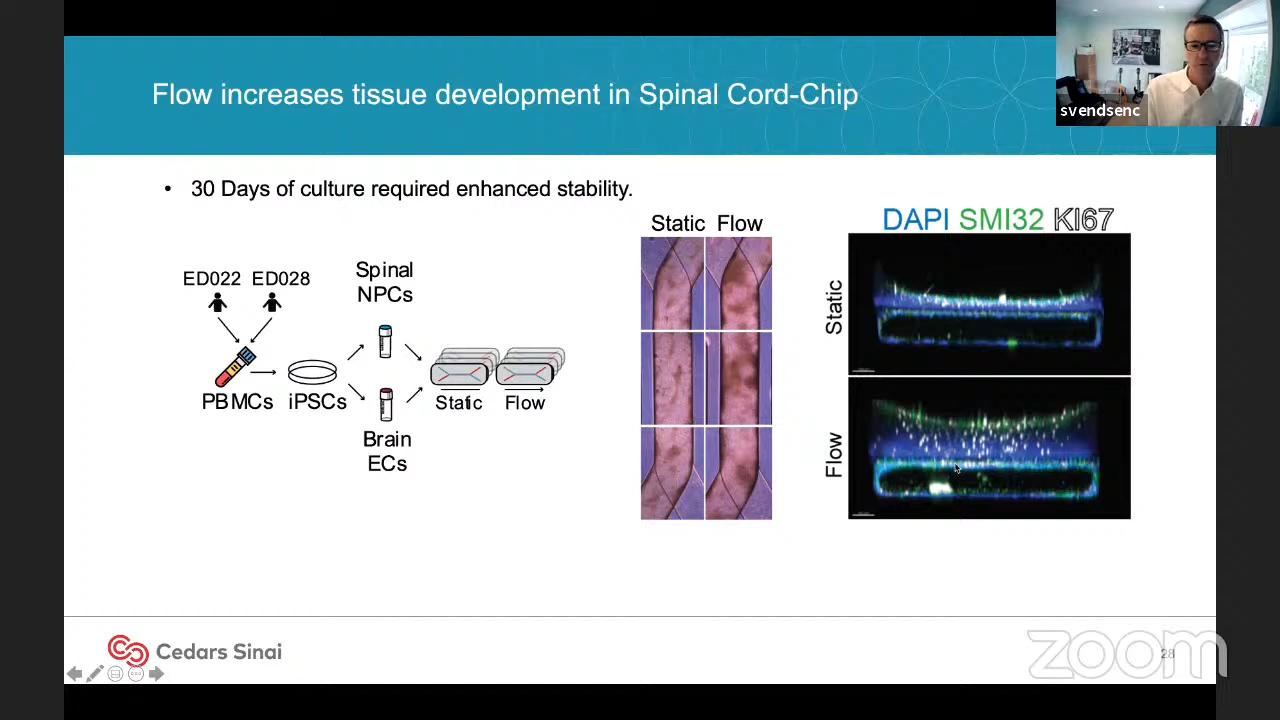 Flow increases tissue development in Spinal Cord-Chip
svendsenc
• 30 Days of culture required enhanced stability.
ED022 ED028
Spinal
NPCs
PBMCs iPSCs
Brain
ECs
Static Flow
Static Flow
DAPI SMI32 KI67
Static
Flow
Cedars Sinai
zoom
28